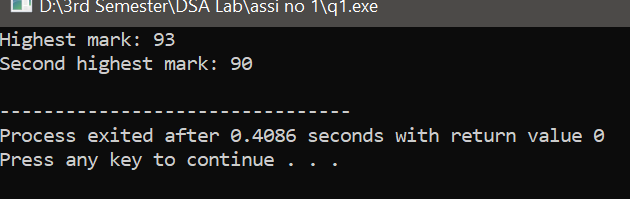 D:\3rd Semester\DSA Lab\assi no 1\q1.exe
Highest mark: 93
Second highest mark: 90
--------------------------------
Process exited after 0.4086 seconds with return value 0
Press any key to continue . . .